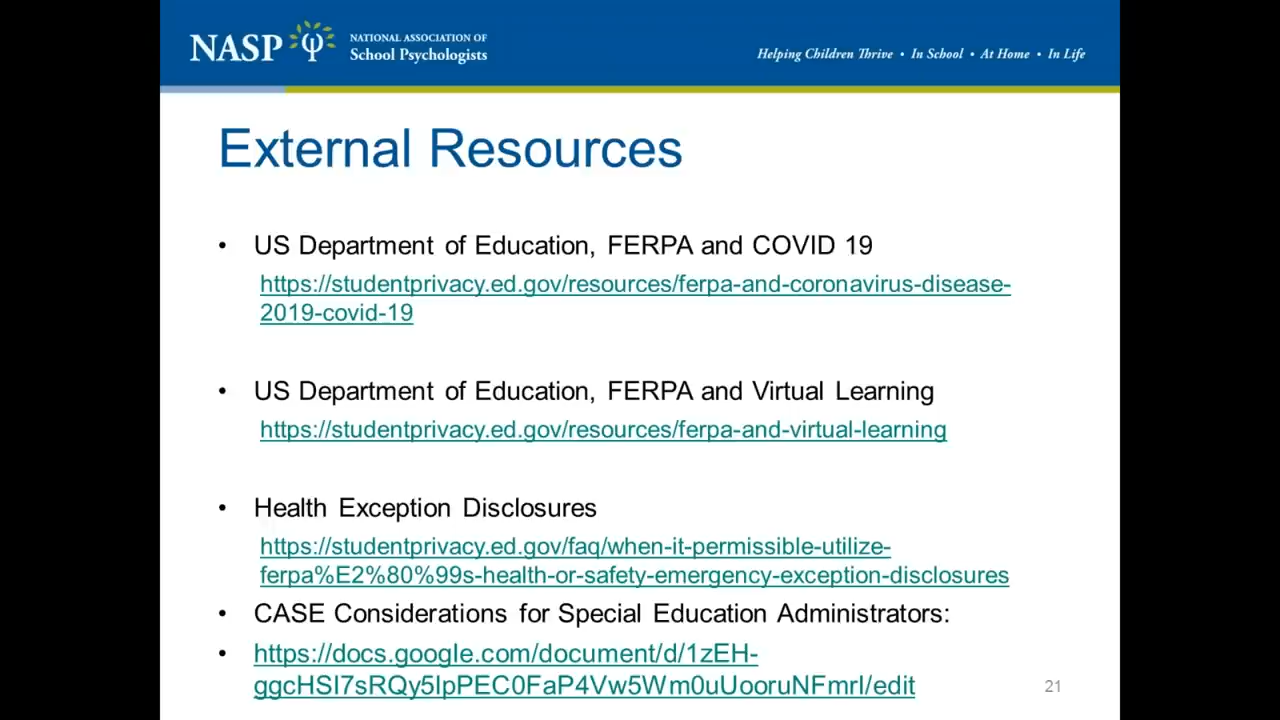 NASP
NATIONAL ASSOCIATION OF
School Psychologists
Helping Children Thrive • In School • At Home • In Life
External Resources
• US Department of Education, FERPA and COVID 19
https://studentprivacy.ed.gov/resources/ferpa-and-coronavirus-disease-
2019-covid-19
• US Department of Education, FERPA and Virtual Learning
https://studentprivacy.ed.gov/resources/ferpa-and-virtual-learning
• Health Exception Disclosures
https://studentprivacy.ed.gov/faq/when-it-permissible-utilize-
ferpa%E2%80%99s-health-or-safety-emergency-exception-disclosures
• CASE Considerations for Special Education Administrators:
• https://docs.google.com/document/d/1zEH-
ggcHSI7sRQy5IpPEC0FaP4Vw5Wm0uUooruNFmrI/edit
21